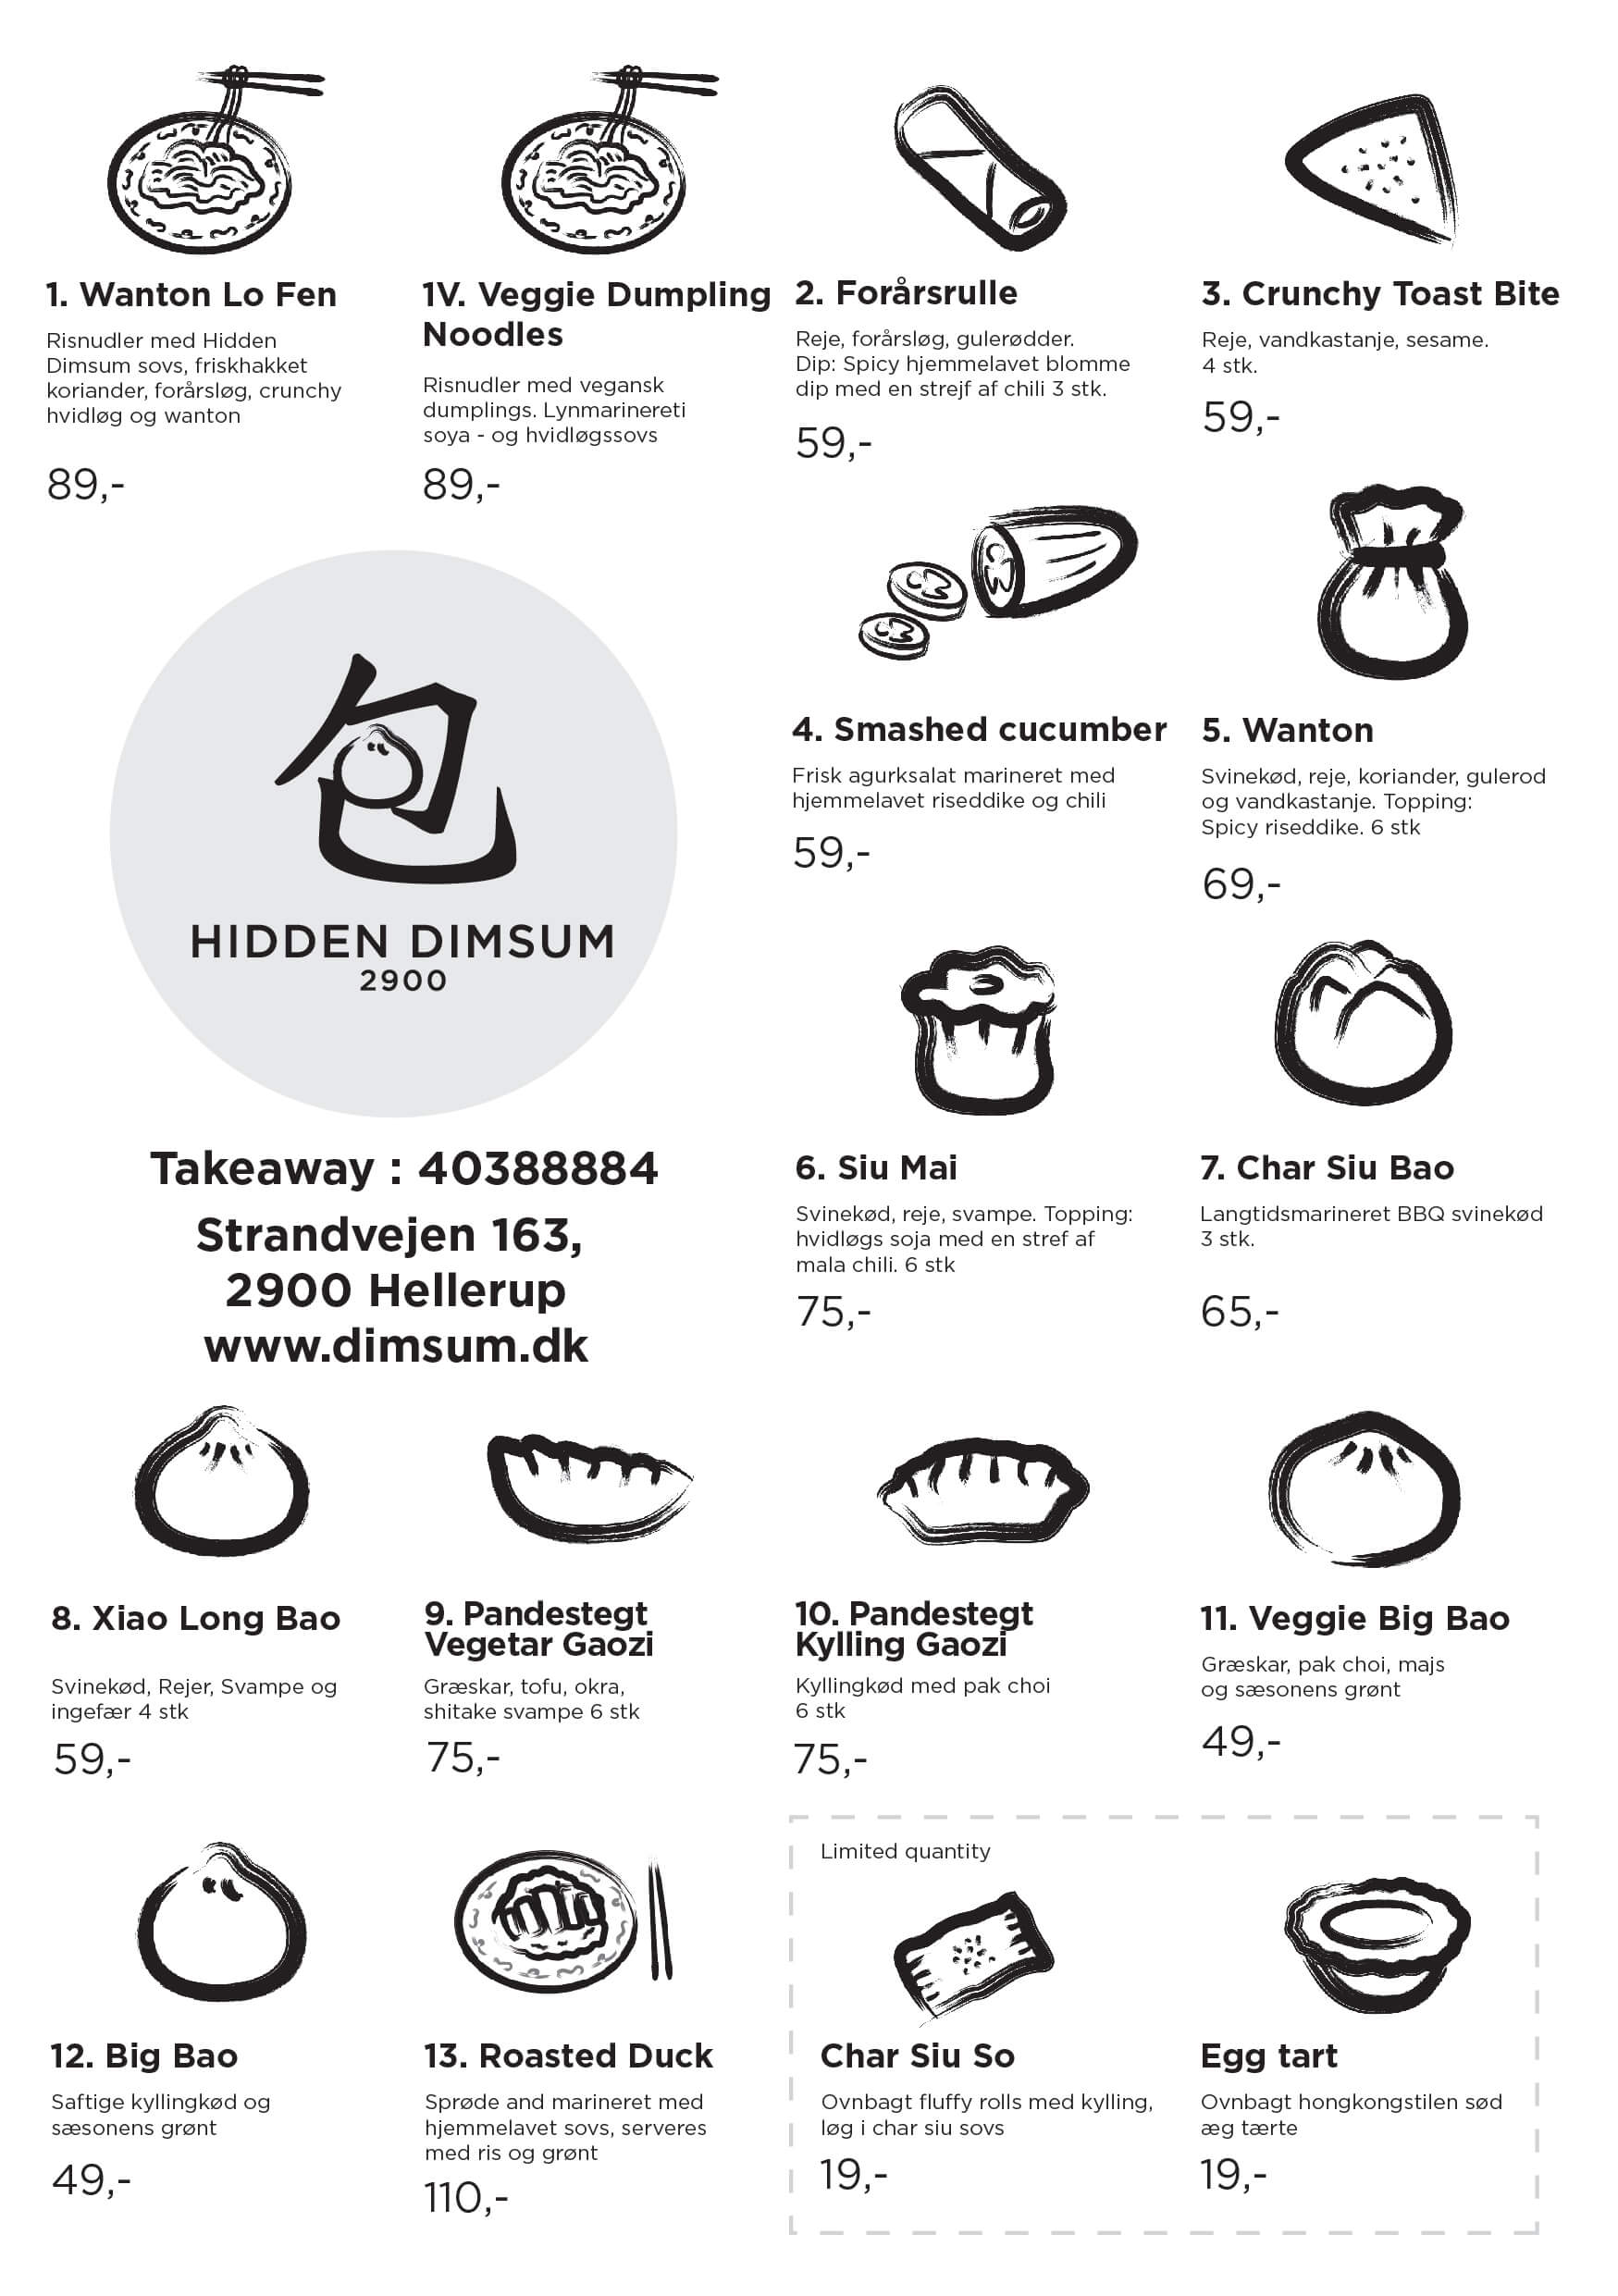 1. Wanton Lo Fen
Risnudler med Hidden
Dimsum sovs, friskhakket
koriander, forårsløg, crunchy
hvidløg og wanton
89,-
1V. Veggie Dumpling
Noodles
Risnudler med vegansk
dumplings. Lynmarinereti
soya - og hvidløgssovs
89,-
2. Forårsrulle
Reje, forårsløg, gulerødder.
Dip: Spicy hjemmelavet blomme
dip med en strejf af chili 3 stk.
59,-
3. Crunchy Toast Bite
Reje, vandkastanje, sesame.
4 stk.
59,-
包
HIDDEN DIMSUM
2900
Takeaway : 40388884
Strandvejen 163,
2900 Hellerup
www.dimsum.dk
4. Smashed cucumber
Frisk agurksalat marineret med
hjemmelavet riseddike og chili
59,-
5. Wanton
Svinekød, reje, koriander, gulerod
og vandkastanje. Topping:
Spicy riseddike. 6 stk
69,-
6. Siu Mai
Svinekød, reje, svampe. Topping:
hvidløgs soja med en stref af
mala chili. 6 stk
75,-
7. Char Siu Bao
Langtidsmarineret BBQ svinekød
3 stk.
65,-
8. Xiao Long Bao
Svinekød, Rejer, Svampe og
ingefær 4 stk
59,-
9. Pandestegt
Vegetar Gaozi
Græskar, tofu, okra,
shitake svampe 6 stk
75,-
10. Pandestegt
Kylling Gaozi
Kyllingkød med pak choi
6 stk
75,-
11. Veggie Big Bao
Græskar, pak choi, majs
og sæsonens grønt
49,-
12. Big Bao
Saftige kyllingkød og
sæsonens grønt
49,-
13. Roasted Duck
Sprøde and marineret med
hjemmelavet sovs, serveres
med ris og grønt
110,-
Limited quantity
Char Siu So
Ovnbagt fluffy rolls med kylling,
løg i char siu sovs
19,-
Egg tart
Ovnbagt hongkongstilen sød
æg tærte
19,-